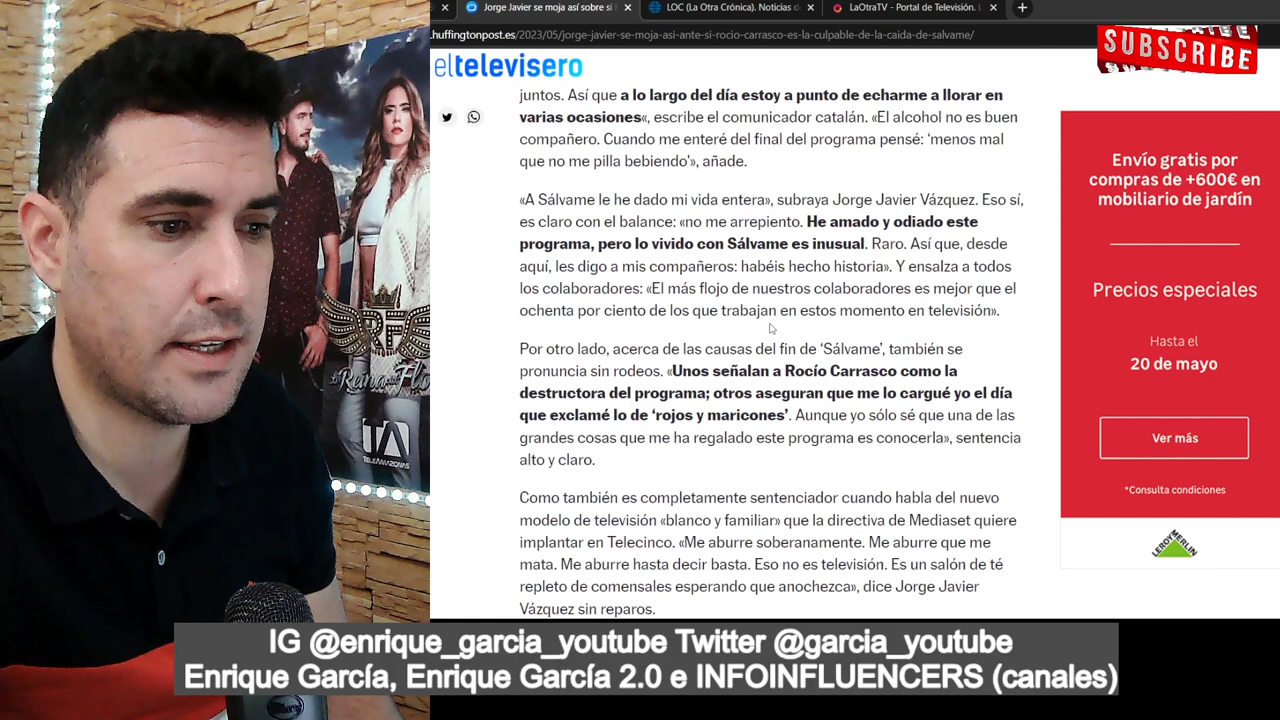 Jorge Javier se moja así sobre si
LOC (La Otra Crónica). Noticias d
LaOtraTV - Portal de Televisión.
huffingtonpost.es/2023/05/jorge-javier-se-moja-asi-ante-si-rocio-carrasco-es-la-culpable-de-la-caida-de-salvame/
SUBSCRIBE
eltelevisero
juntos. Así que a lo largo del día estoy a punto de echarme a llorar en
varias ocasiones«, escribe el comunicador catalán. «El alcohol no es buen
compañero. Cuando me enteré del final del programa pensé: ‘menos mal
que no me pilla bebiendo’», añade.
«A Sálvame le he dado mi vida entera», subraya Jorge Javier Vázquez. Eso sí,
es claro con el balance: «no me arrepiento. He amado y odiado este
programa, pero lo vivido con Sálvame es inusual. Raro. Así que, desde
aquí, les digo a mis compañeros: habéis hecho historia». Y ensalza a todos
los colaboradores: «El más flojo de nuestros colaboradores es mejor que el
ochenta por ciento de los que trabajan en estos momento en televisión».
Por otro lado, acerca de las causas del fin de ‘Sálvame’, también se
pronuncia sin rodeos. «Unos señalan a Rocío Carrasco como la
destructora del programa; otros aseguran que me lo cargué yo el día
que exclamé lo de ‘rojos y maricones’. Aunque yo sólo sé que una de las
grandes cosas que me ha regalado este programa es conocerla», sentencia
alto y claro.
Como también es completamente sentenciador cuando habla del nuevo
modelo de televisión «blanco y familiar» que la directiva de Mediaset quiere
implantar en Telecinco. «Me aburre soberanamente. Me aburre que me
mata. Me aburre hasta decir basta. Eso no es televisión. Es un salón de té
repleto de comensales esperando que anochezca», dice Jorge Javier
Vázquez sin reparos.
Envío gratis por
compras de +600€ en
mobiliario de jardín
Precios especiales
Hasta el
20 de mayo
Ver más
*Consulta condiciones
LEROY MERLIN
RF
La Reina del Flow
TA
TELEAMAZONAS
IG @enrique_garcia_youtube Twitter @garcia_youtube
Enrique García, Enrique García 2.0 e INFOINFLUENCERS (canales)